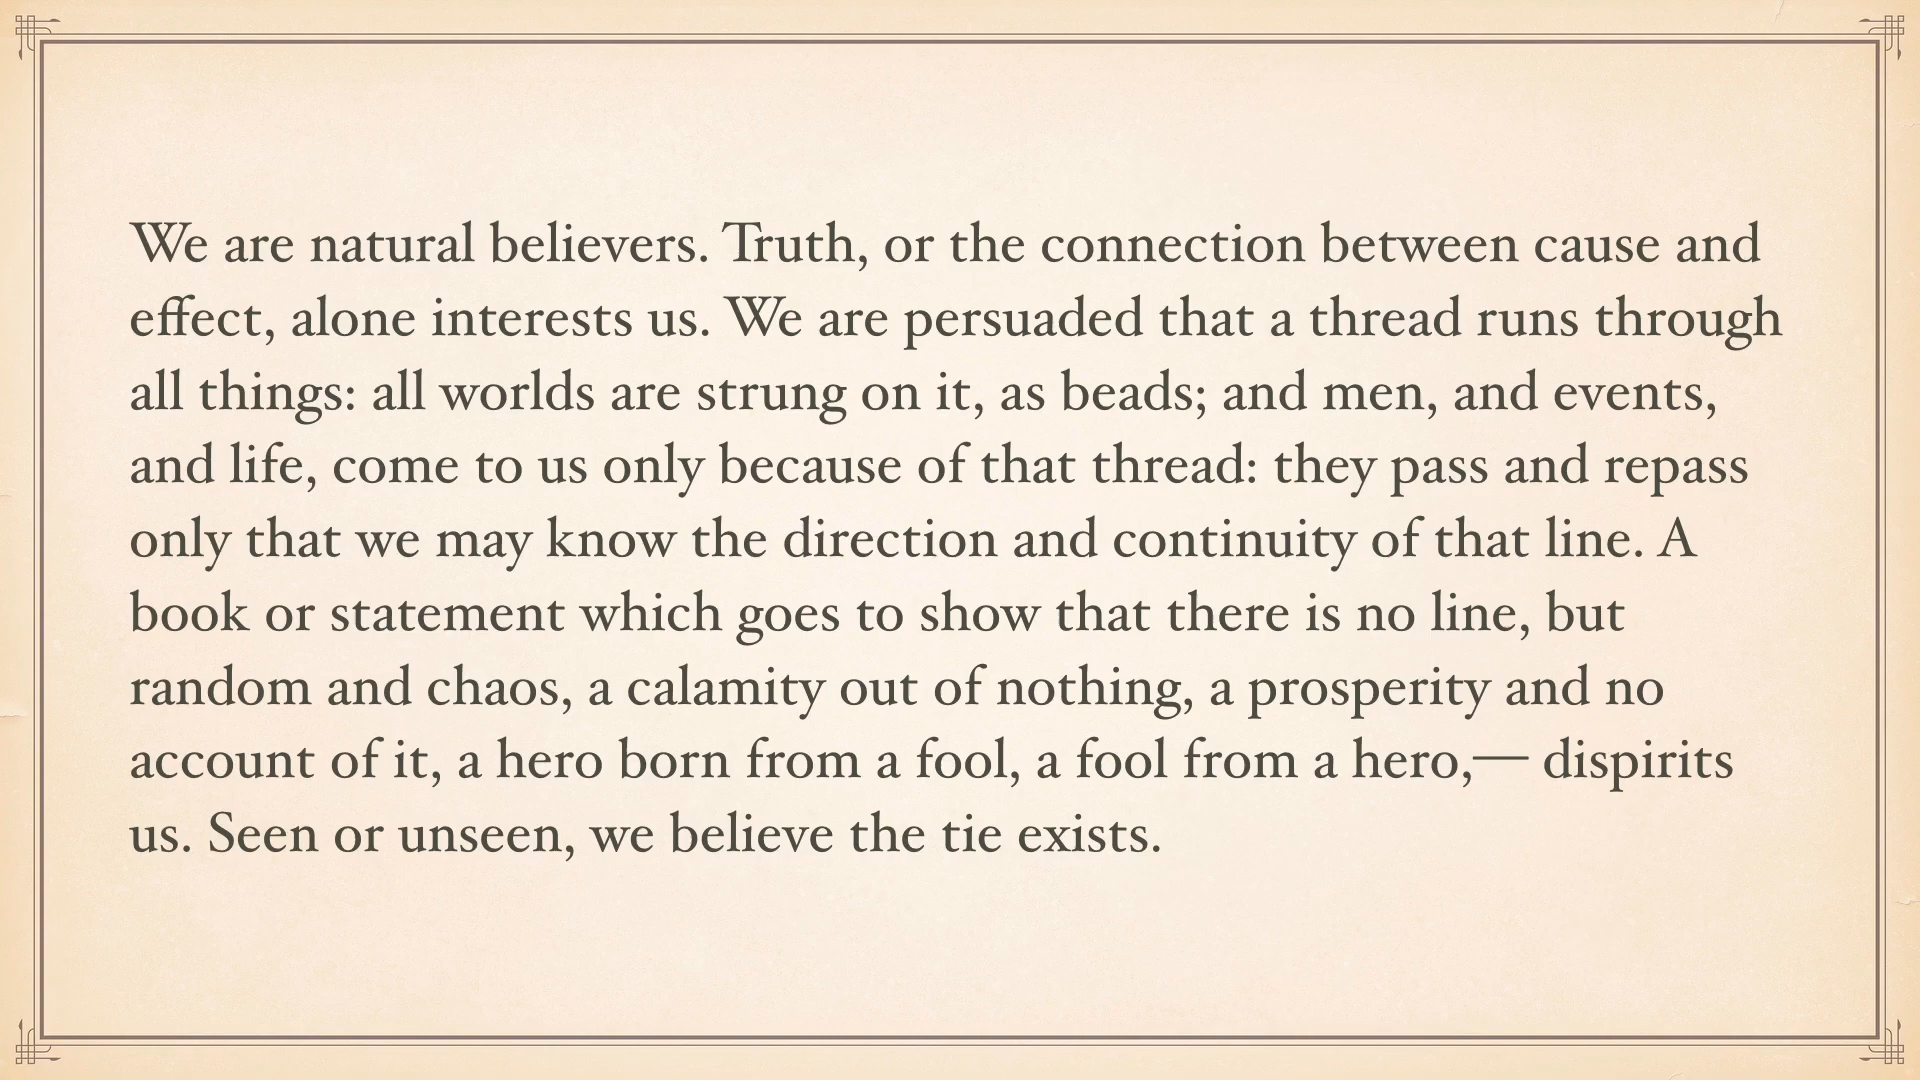 We are natural believers. Truth, or the connection between cause and
effect, alone interests us. We are persuaded that a thread runs through
all things: all worlds are strung on it, as beads; and men, and events,
and life, come to us only because of that thread: they pass and repass
only that we may know the direction and continuity of that line. A
book or statement which goes to show that there is no line, but
random and chaos, a calamity out of nothing, a prosperity and no
account of it, a hero born from a fool, a fool from a hero,— dispirits
us. Seen or unseen, we believe the tie exists.